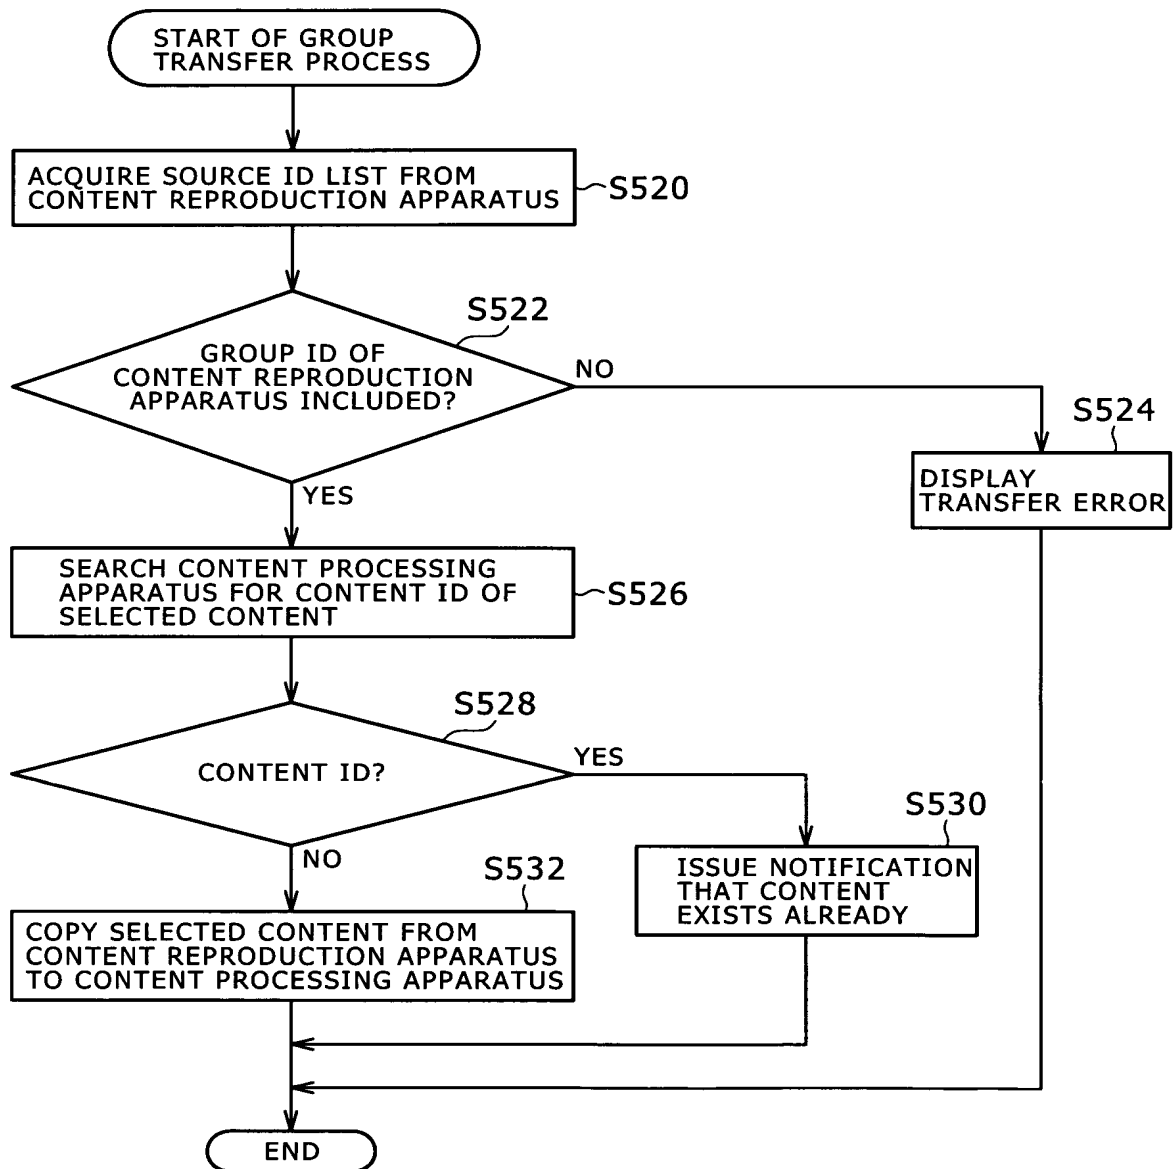 START OF GROUP
TRANSFER PROCESS
ACQUIRE SOURCE ID LIST FROM
CONTENT REPRODUCTION APPARATUS
S520
S522
GROUP ID OF
CONTENT REPRODUCTION
APPARATUS INCLUDED?
NO
S524
DISPLAY
TRANSFER ERROR
YES
SEARCH CONTENT PROCESSING
APPARATUS FOR CONTENT ID OF
SELECTED CONTENT
S526
S528
CONTENT ID?
YES
S530
ISSUE NOTIFICATION
THAT CONTENT
EXISTS ALREADY
NO
S532
COPY SELECTED CONTENT FROM
CONTENT REPRODUCTION APPARATUS
TO CONTENT PROCESSING APPARATUS
END